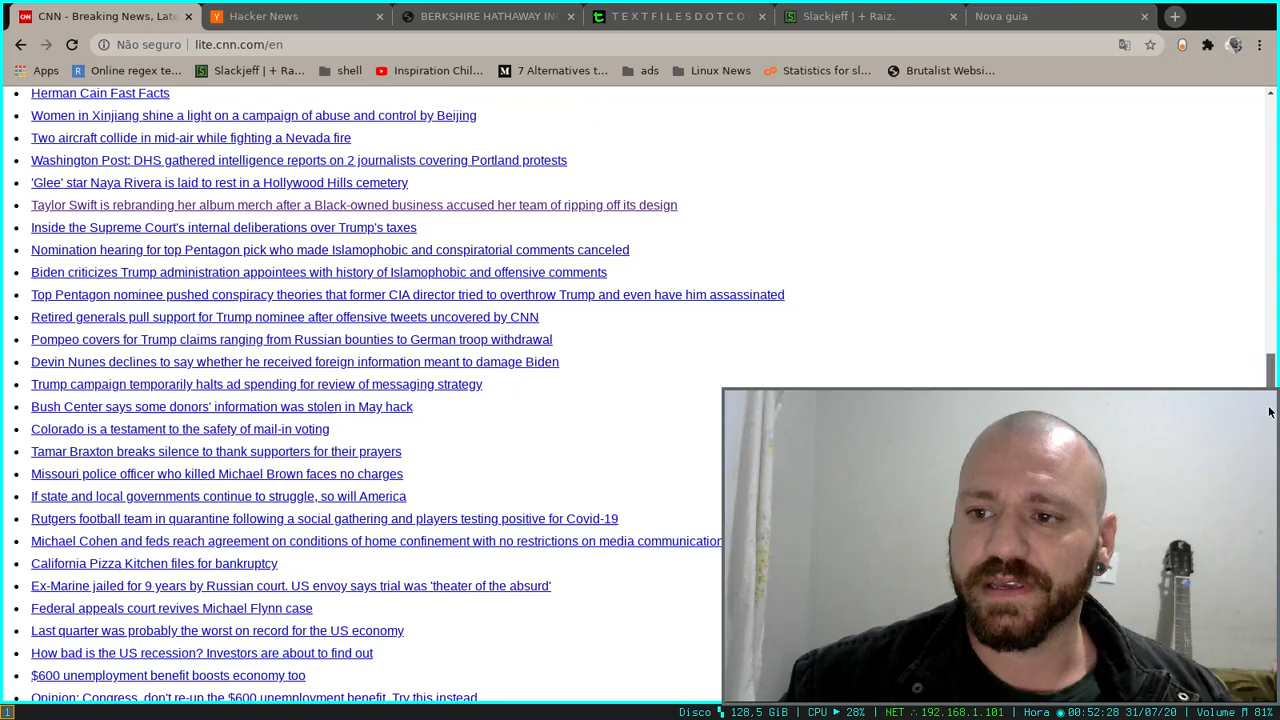 CNN - Breaking News, Late
Hacker News
BERKSHIRE HATHAWAY IN
T E X T F I L E S D O T C O
Slackjeff | + Raiz.
Nova guia
Não seguro | lite.cnn.com/en
Apps
Online regex te…
Slackjeff | + Ra…
shell
Inspiration Chil…
7 Alternatives t…
ads
Linux News
Statistics for sl…
Brutalist Websi…
Herman Cain Fast Facts
Women in Xinjiang shine a light on a campaign of abuse and control by Beijing
Two aircraft collide in mid-air while fighting a Nevada fire
Washington Post: DHS gathered intelligence reports on 2 journalists covering Portland protests
'Glee' star Naya Rivera is laid to rest in a Hollywood Hills cemetery
Taylor Swift is rebranding her album merch after a Black-owned business accused her team of ripping off its design
Inside the Supreme Court's internal deliberations over Trump's taxes
Nomination hearing for top Pentagon pick who made Islamophobic and conspiratorial comments canceled
Biden criticizes Trump administration appointees with history of Islamophobic and offensive comments
Top Pentagon nominee pushed conspiracy theories that former CIA director tried to overthrow Trump and even have him assassinated
Retired generals pull support for Trump nominee after offensive tweets uncovered by CNN
Pompeo covers for Trump claims ranging from Russian bounties to German troop withdrawal
Devin Nunes declines to say whether he received foreign information meant to damage Biden
Trump campaign temporarily halts ad spending for review of messaging strategy
Bush Center says some donors' information was stolen in May hack
Colorado is a testament to the safety of mail-in voting
Tamar Braxton breaks silence to thank supporters for their prayers
Missouri police officer who killed Michael Brown faces no charges
If state and local governments continue to struggle, so will America
Rutgers football team in quarantine following a social gathering and players testing positive for Covid-19
Michael Cohen and feds reach agreement on conditions of home confinement with no restrictions on media communication
California Pizza Kitchen files for bankruptcy
Ex-Marine jailed for 9 years by Russian court. US envoy says trial was 'theater of the absurd'
Federal appeals court revives Michael Flynn case
Last quarter was probably the worst on record for the US economy
How bad is the US recession? Investors are about to find out
$600 unemployment benefit boosts economy too
Opinion: Congress, don't re-up the $600 unemployment benefit. Try this instead
1
Disco 128,5 GiB | CPU 28% | NET 192.168.1.101 | Hora 00:52:28 31/07/20 | Volume 81%